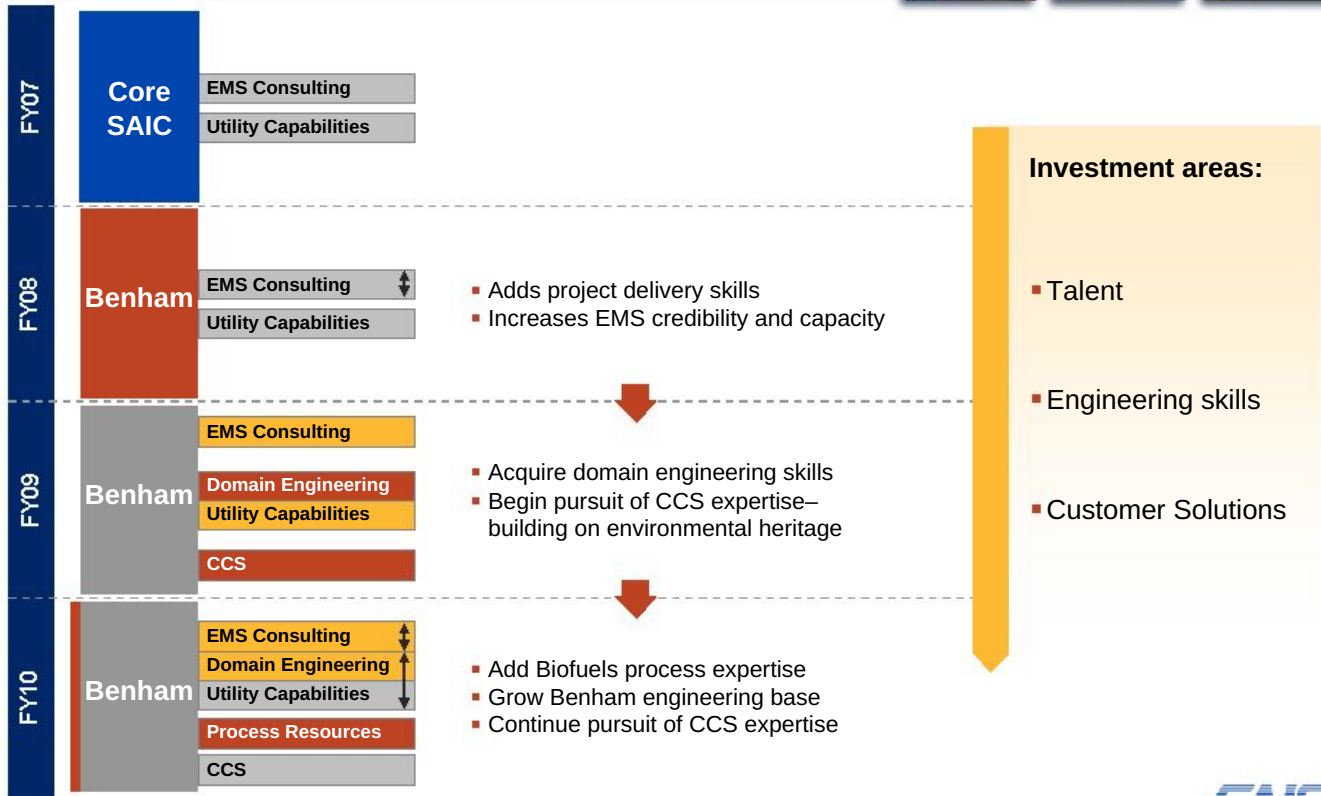 FY07
Core
SAIC
EMS Consulting
Utility Capabilities
FY08
Benham
EMS Consulting
Utility Capabilities
▪ Adds project delivery skills
▪ Increases EMS credibility and capacity
FY09
Benham
EMS Consulting
Domain Engineering
Utility Capabilities
CCS
▪ Acquire domain engineering skills
▪ Begin pursuit of CCS expertise–
building on environmental heritage
FY10
Benham
EMS Consulting
Domain Engineering
Utility Capabilities
Process Resources
CCS
▪ Add Biofuels process expertise
▪ Grow Benham engineering base
▪ Continue pursuit of CCS expertise
Investment areas:
▪ Talent
▪ Engineering skills
▪ Customer Solutions